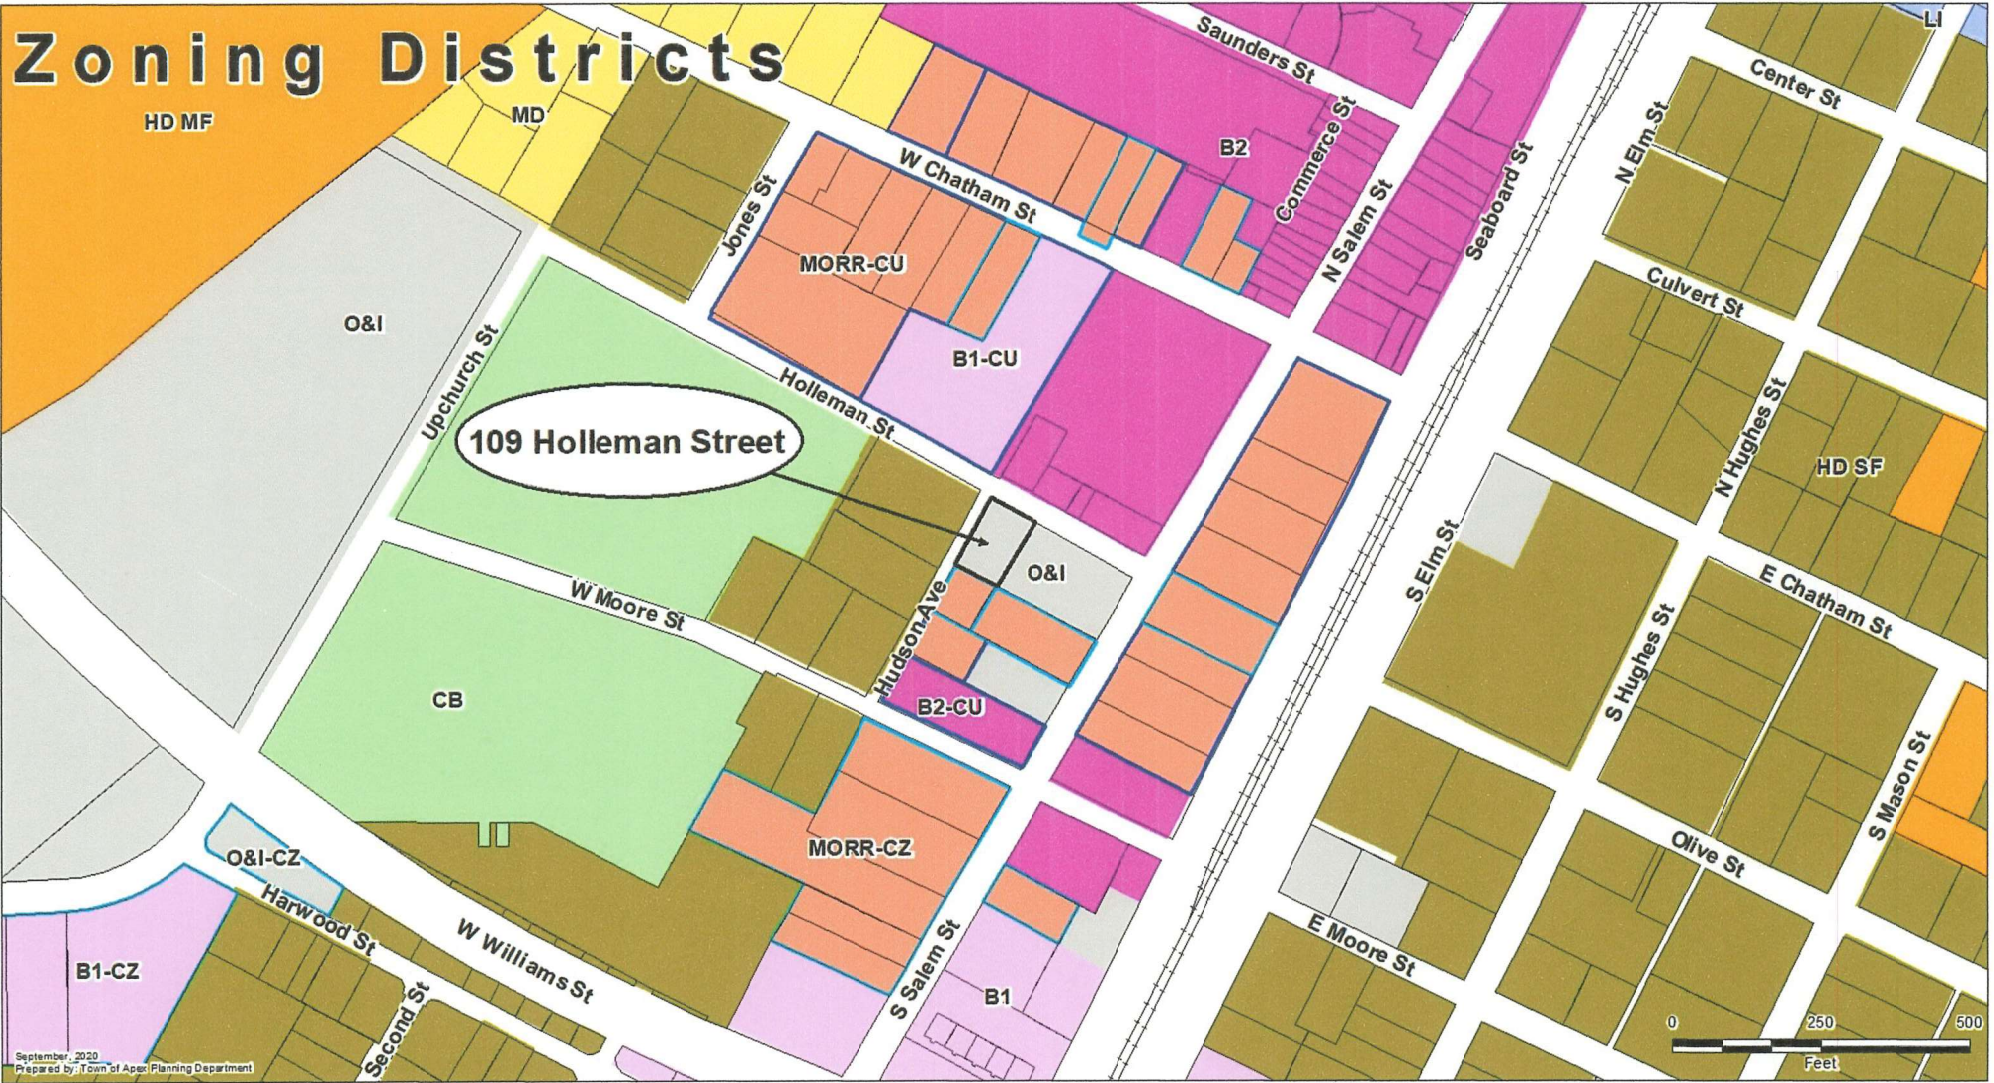 Zoning Districts
HD MF
MD
Saunders St
LI
Center St
N Elm St
Commerce St
B2
W Chatham St
Jones St
N Salem St
Seaboard St
MORR-CU
Culvert St
O&I
Upchurch St
B1-CU
Holleman St
109 Holleman Street
N Hughes St
HD SF
S Elm St
O&I
W Moore St
Hudson Ave
E Chatham St
S Hughes St
CB
B2-CU
S Mason St
MORR-CZ
O&I-CZ
Olive St
Harwood St
W Williams St
S Salem St
E Moore St
B1-CZ
B1
Second St
0 250 500
Feet
September, 2020
Prepared by: Town of Apex Planning Department